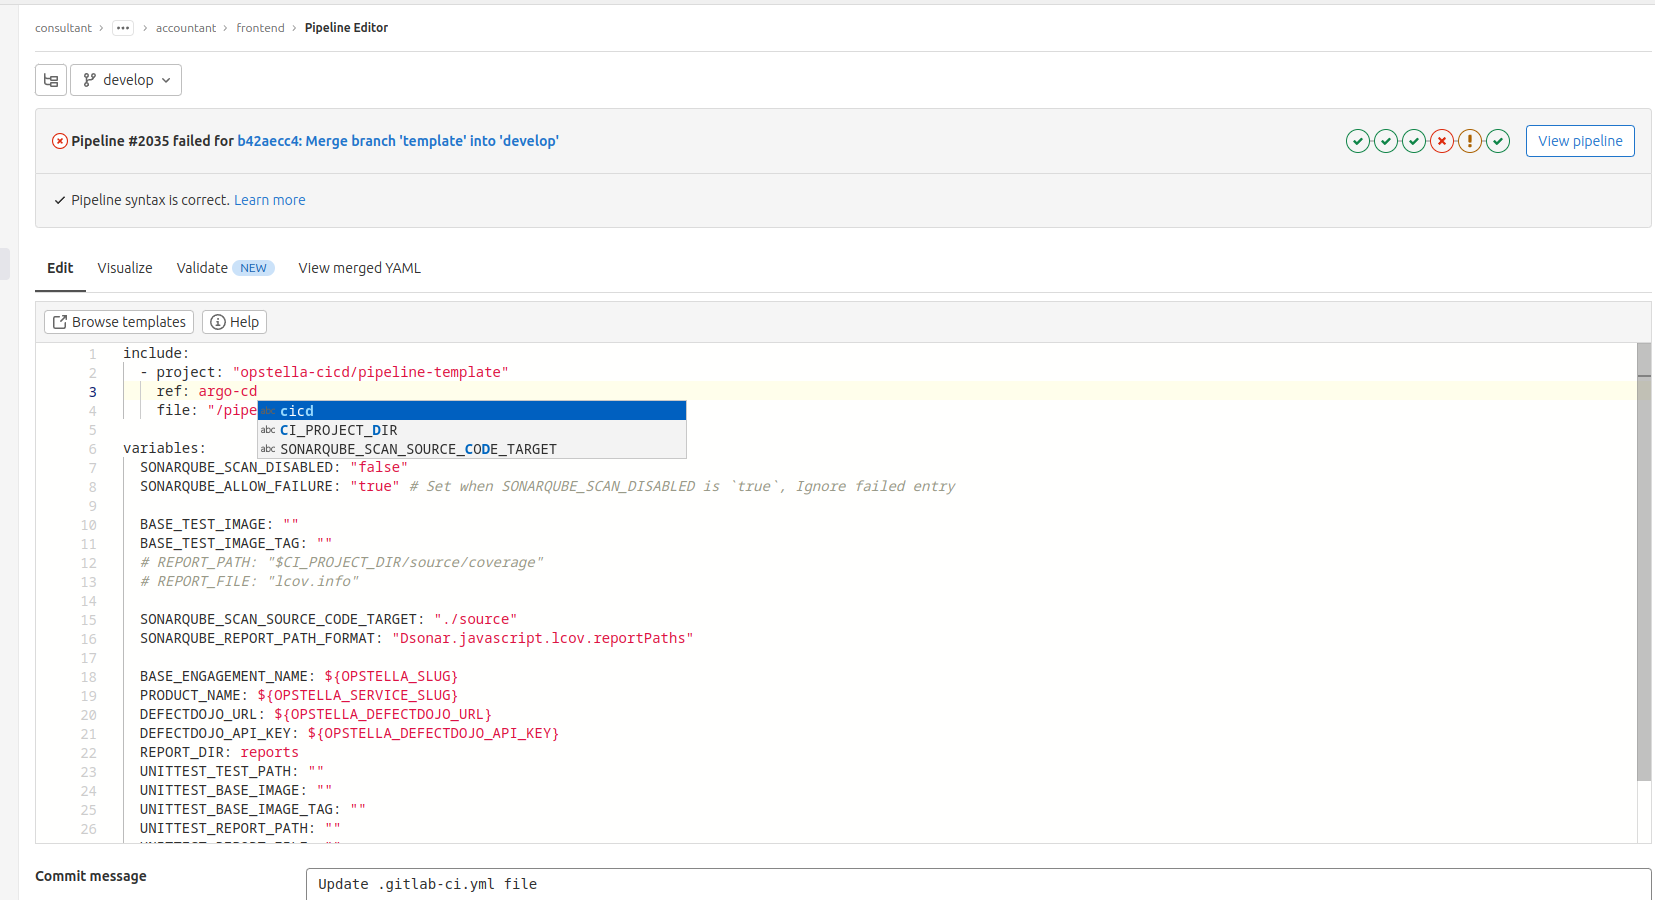 consultant > ··· > accountant > frontend > Pipeline Editor
develop
Pipeline #2035 failed for b42aecc4: Merge branch 'template' into 'develop'
View pipeline
Pipeline syntax is correct. Learn more
Edit Visualize Validate NEW View merged YAML
Browse templates Help
1 include:
2 - project: "opstella-cicd/pipeline-template"
3 ref: argo-cd
4 file: "/pipe
abc cicd
abc CI_PROJECT_DIR
abc SONARQUBE_SCAN_SOURCE_CODE_TARGET
5
6 variables:
7 SONARQUBE_SCAN_DISABLED: "false"
8 SONARQUBE_ALLOW_FAILURE: "true" # Set when SONARQUBE_SCAN_DISABLED is `true`, Ignore failed entry
9
10 BASE_TEST_IMAGE: ""
11 BASE_TEST_IMAGE_TAG: ""
12 # REPORT_PATH: "$CI_PROJECT_DIR/source/coverage"
13 # REPORT_FILE: "lcov.info"
14
15 SONARQUBE_SCAN_SOURCE_CODE_TARGET: "./source"
16 SONARQUBE_REPORT_PATH_FORMAT: "Dsonar.javascript.lcov.reportPaths"
17
18 BASE_ENGAGEMENT_NAME: ${OPSTELLA_SLUG}
19 PRODUCT_NAME: ${OPSTELLA_SERVICE_SLUG}
20 DEFECTDOJO_URL: ${OPSTELLA_DEFECTDOJO_URL}
21 DEFECTDOJO_API_KEY: ${OPSTELLA_DEFECTDOJO_API_KEY}
22 REPORT_DIR: reports
23 UNITTEST_TEST_PATH: ""
24 UNITTEST_BASE_IMAGE: ""
25 UNITTEST_BASE_IMAGE_TAG: ""
26 UNITTEST_REPORT_PATH: ""
Commit message
Update .gitlab-ci.yml file